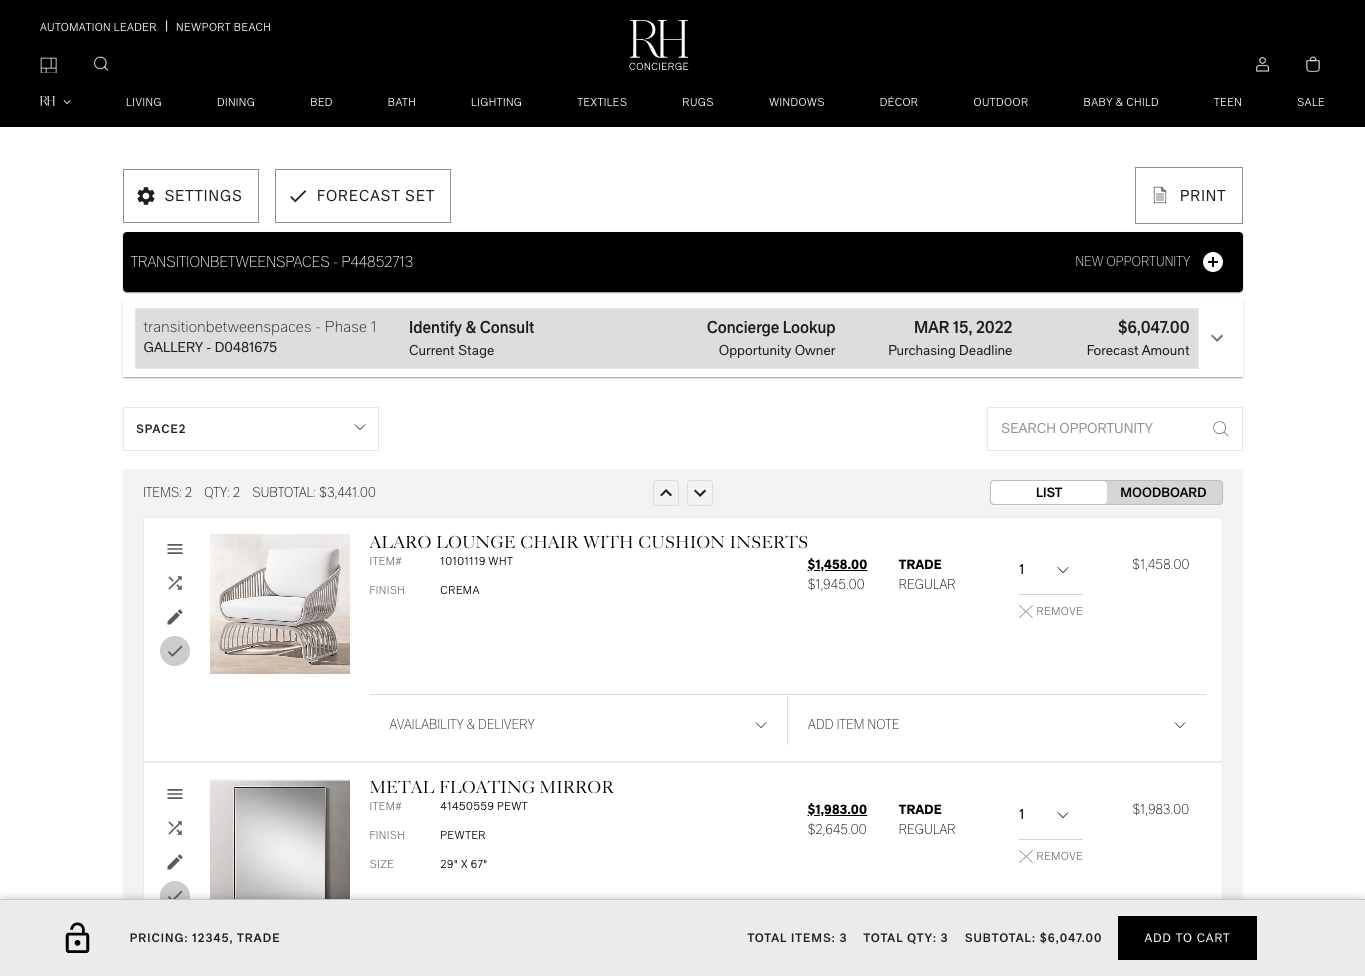 AUTOMATION LEADER | NEWPORT BEACH
RH
CONCIERGE
RH LIVING DINING BED BATH LIGHTING TEXTILES RUGS WINDOWS DÉCOR OUTDOOR BABY & CHILD TEEN SALE
SETTINGS FORECAST SET PRINT
TRANSITIONBETWEENSPACES - P44852713 NEW OPPORTUNITY
transitionbetweenspaces - Phase 1 Identify & Consult Concierge Lookup MAR 15, 2022 $6,047.00
GALLERY - D0481675 Current Stage Opportunity Owner Purchasing Deadline Forecast Amount
SPACE2 SEARCH OPPORTUNITY
ITEMS: 2 QTY: 2 SUBTOTAL: $3,441.00 LIST MOODBOARD
ALARO LOUNGE CHAIR WITH CUSHION INSERTS
ITEM# 10101119 WHT $1,458.00 TRADE 1 $1,458.00
$1,945.00 REGULAR
FINISH CREMA
REMOVE
AVAILABILITY & DELIVERY ADD ITEM NOTE
METAL FLOATING MIRROR
ITEM# 41450559 PEWT $1,983.00 TRADE 1 $1,983.00
$2,645.00 REGULAR
FINISH PEWTER
REMOVE
SIZE 29" X 67"
PRICING: 12345, TRADE TOTAL ITEMS: 3 TOTAL QTY: 3 SUBTOTAL: $6,047.00 ADD TO CART